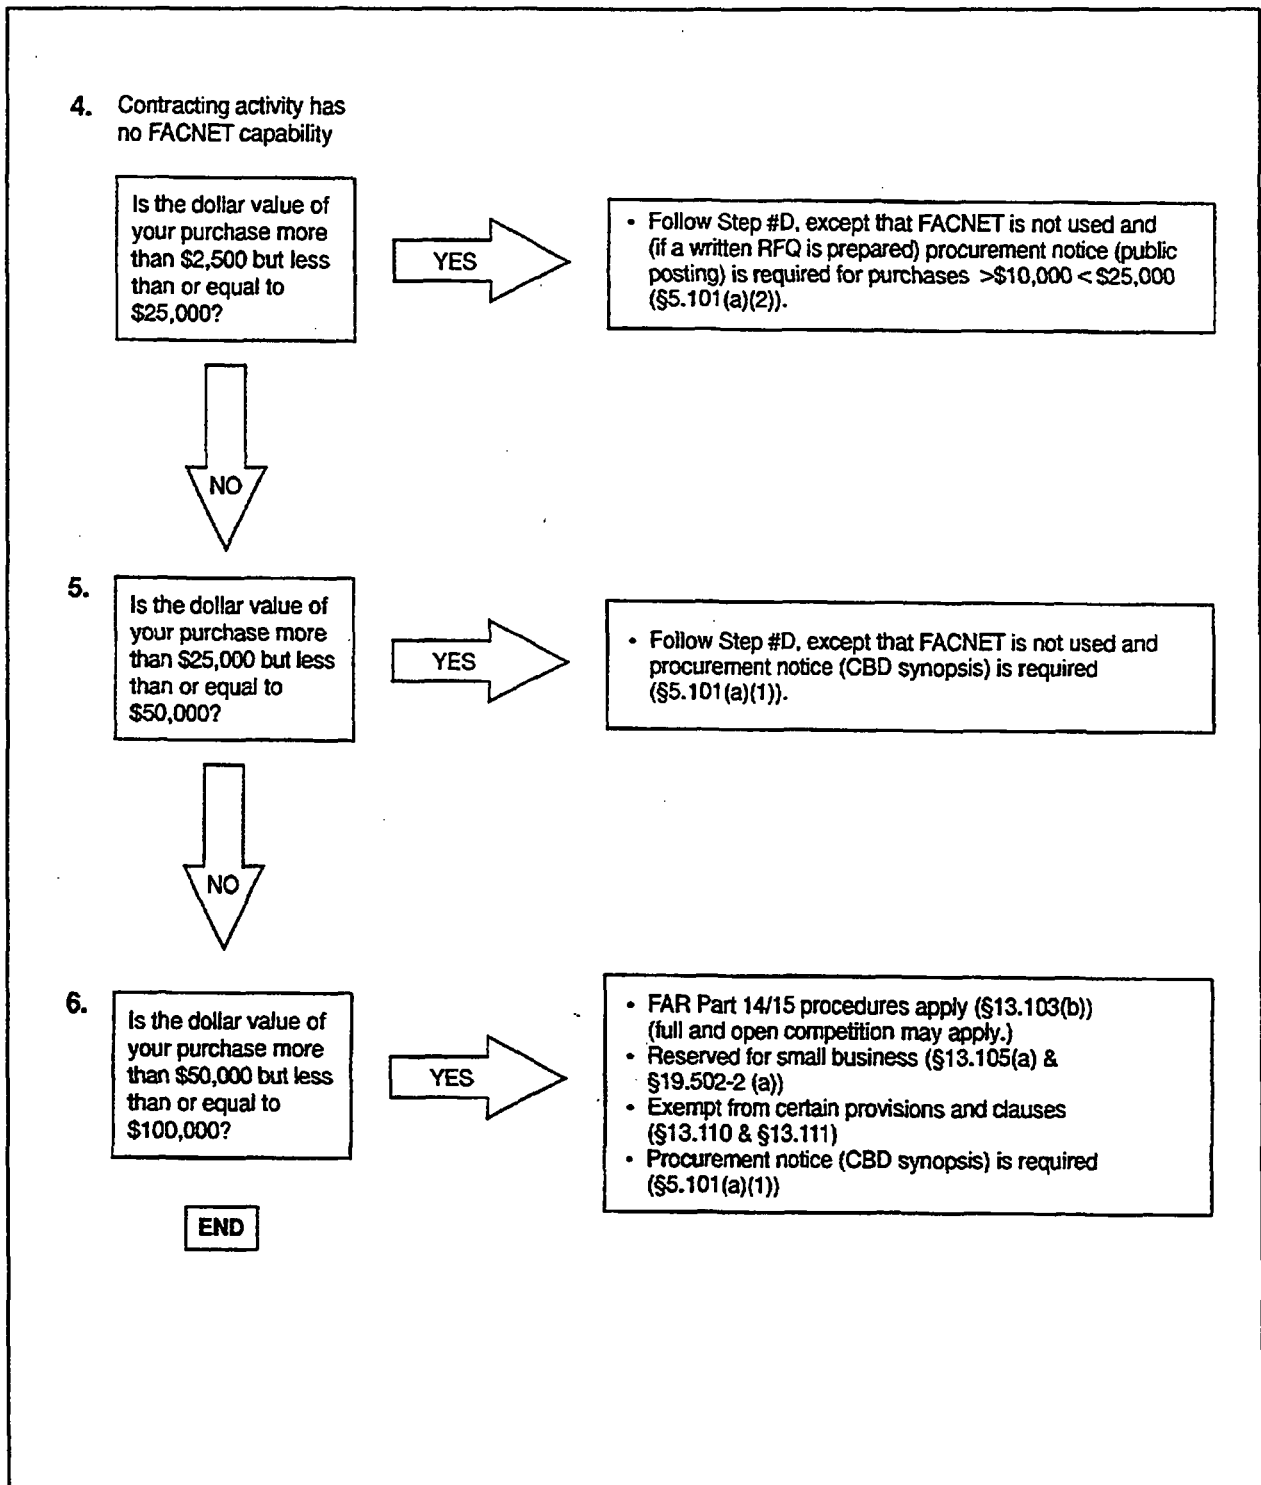 4. Contracting activity has
no FACNET capability
Is the dollar value of
your purchase more
than $2,500 but less
than or equal to
$25,000?
YES
• Follow Step #D, except that FACNET is not used and
(if a written RFQ is prepared) procurement notice (public
posting) is required for purchases >$10,000 < $25,000
(§5.101(a)(2)).
NO
5.
Is the dollar value of
your purchase more
than $25,000 but less
than or equal to
$50,000?
YES
• Follow Step #D, except that FACNET is not used and
procurement notice (CBD synopsis) is required
(§5.101(a)(1)).
NO
6.
Is the dollar value of
your purchase more
than $50,000 but less
than or equal to
$100,000?
YES
• FAR Part 14/15 procedures apply (§13.103(b))
(full and open competition may apply.)
• Reserved for small business (§13.105(a) &
§19.502-2 (a))
• Exempt from certain provisions and clauses
(§13.110 & §13.111)
• Procurement notice (CBD synopsis) is required
(§5.101(a)(1))
END